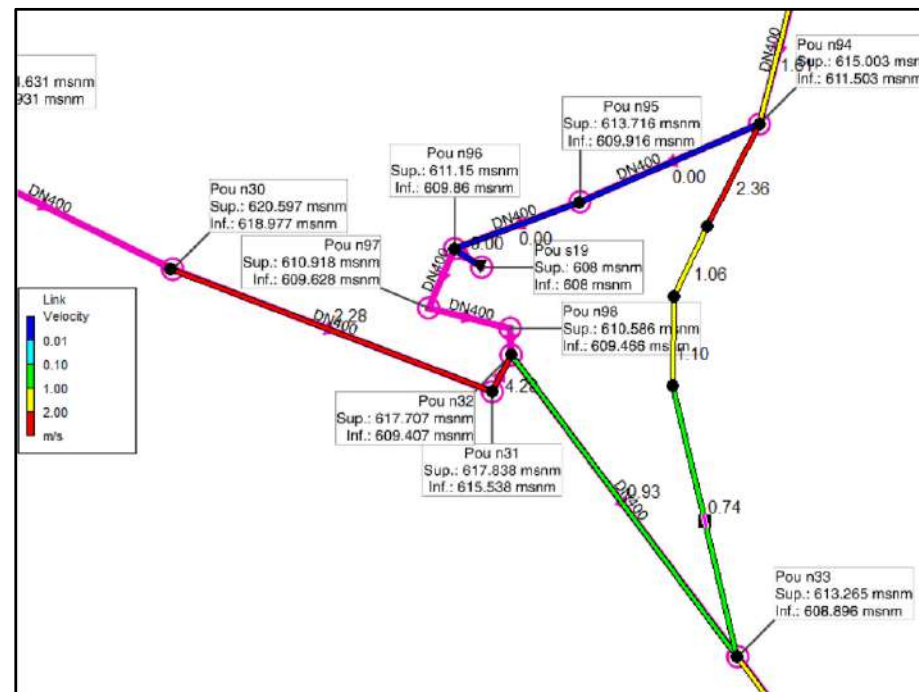 .631 msnm
931 msnm
DN400
Pou n94
Sup.: 615.003 msnm
Inf.: 611.503 msnm
DN400
Pou n95
Sup.: 613.716 msnm
Inf.: 609.916 msnm
DN400
0.00
2.36
Pou n96
Sup.: 611.15 msnm
Inf.: 609.86 msnm
DN400
0.00
Pou n30
Sup.: 620.597 msnm
Inf.: 618.977 msnm
DN400
Pou n97
Sup.: 610.918 msnm
Inf.: 609.628 msnm
DN400
Pou s19
Sup.: 608 msnm
Inf.: 608 msnm
1.06
DN400
Pou n98
Sup.: 610.586 msnm
Inf.: 609.466 msnm
1.10
2.28
DN400
Link
Velocity
0.01
0.10
1.00
2.00
m/s
Pou n32
Sup.: 617.707 msnm
Inf.: 609.407 msnm
Pou n31
Sup.: 617.838 msnm
Inf.: 615.538 msnm
0.93
DN400
0.74
Pou n33
Sup.: 613.265 msnm
Inf.: 608.896 msnm